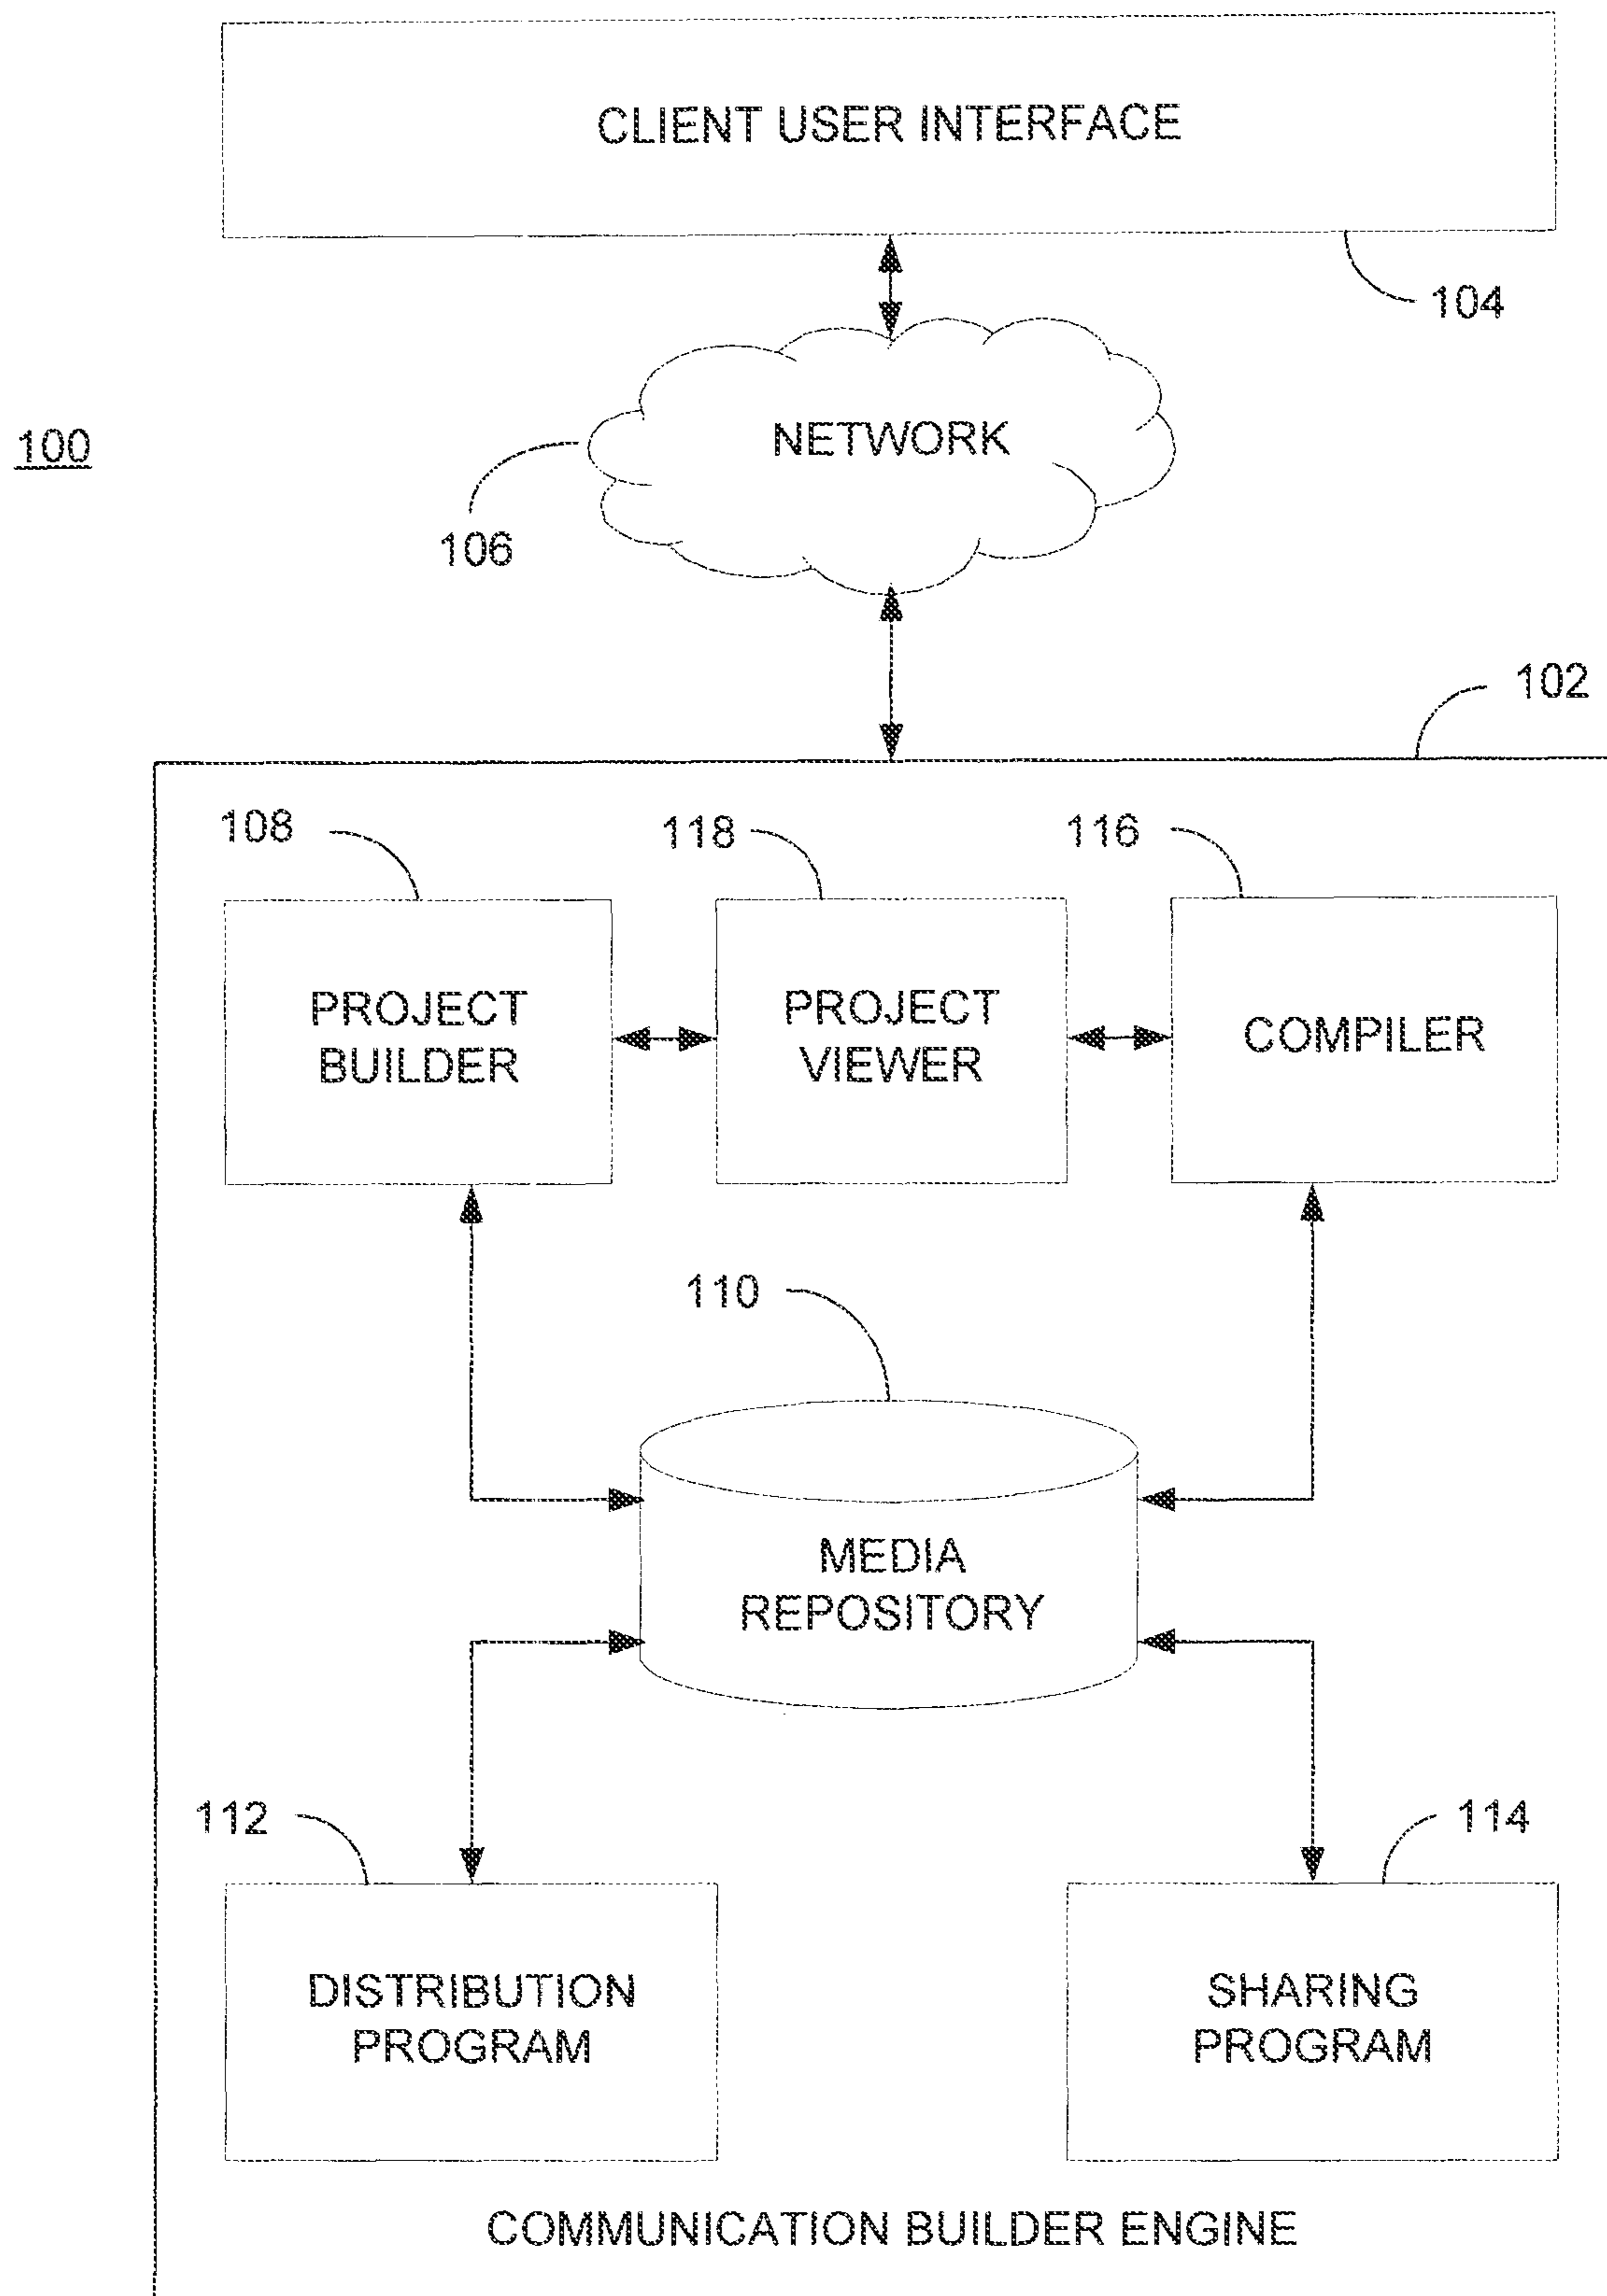 CLIENT USER INTERFACE
104
100
NETWORK
106
102
108
118
116
PROJECT
BUILDER
PROJECT
VIEWER
COMPILER
110
MEDIA
REPOSITORY
112
114
DISTRIBUTION
PROGRAM
SHARING
PROGRAM
COMMUNICATION BUILDER ENGINE